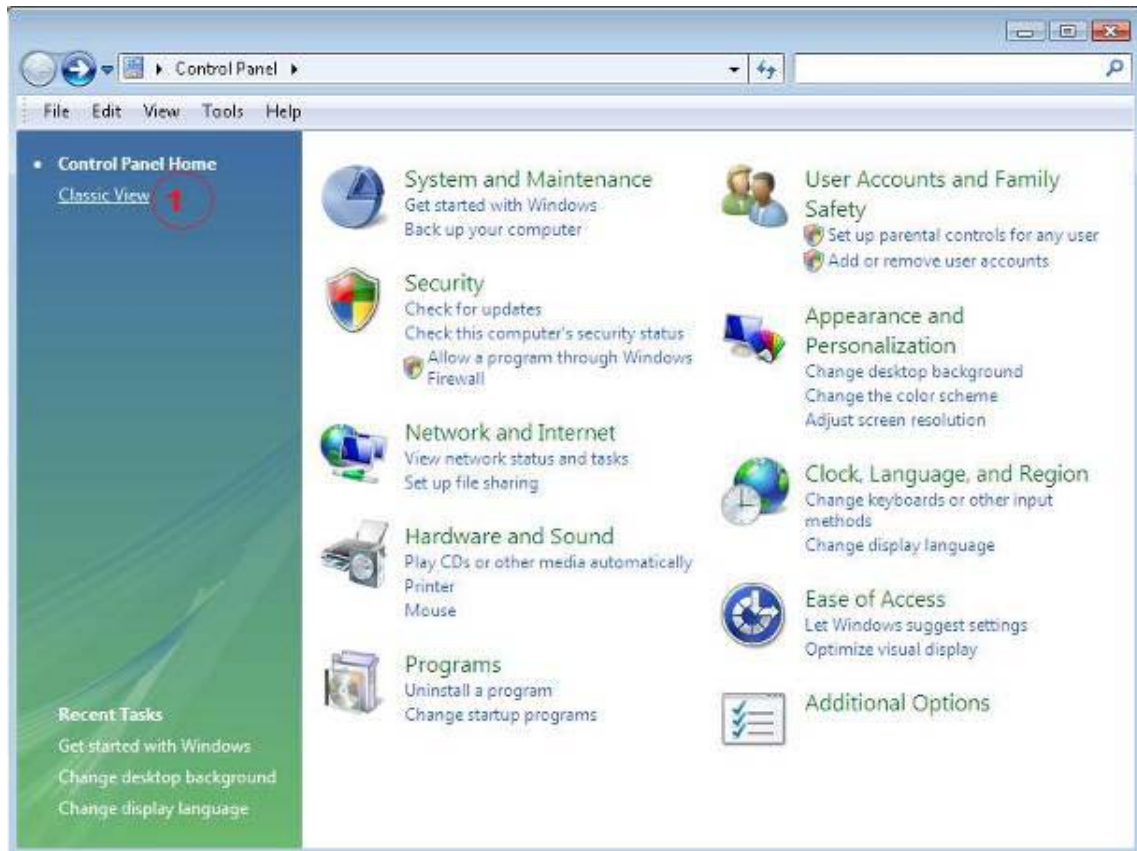 Control Panel
File Edit View Tools Help
Control Panel Home
Classic View 1
Recent Tasks
Get started with Windows
Change desktop background
Change display language
System and Maintenance
Get started with Windows
Back up your computer
Security
Check for updates
Check this computer's security status
Allow a program through Windows
Firewall
Network and Internet
View network status and tasks
Set up file sharing
Hardware and Sound
Play CDs or other media automatically
Printer
Mouse
Programs
Uninstall a program
Change startup programs
User Accounts and Family
Safety
Set up parental controls for any user
Add or remove user accounts
Appearance and
Personalization
Change desktop background
Change the color scheme
Adjust screen resolution
Clock, Language, and Region
Change keyboards or other input
methods
Change display language
Ease of Access
Let Windows suggest settings
Optimize visual display
Additional Options